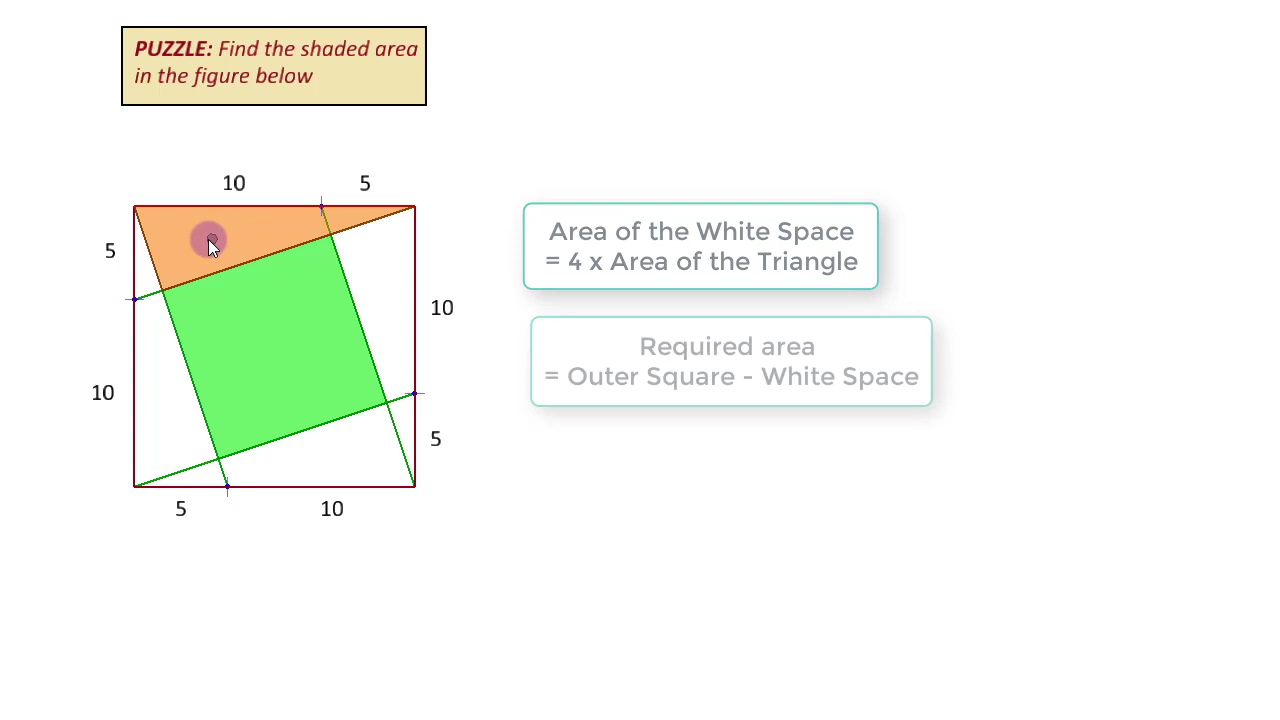 PUZZLE: Find the shaded area
in the figure below
10 5
5
10
10
5
5 10
Area of the White Space
= 4 x Area of the Triangle
Required area
= Outer Square - White Space